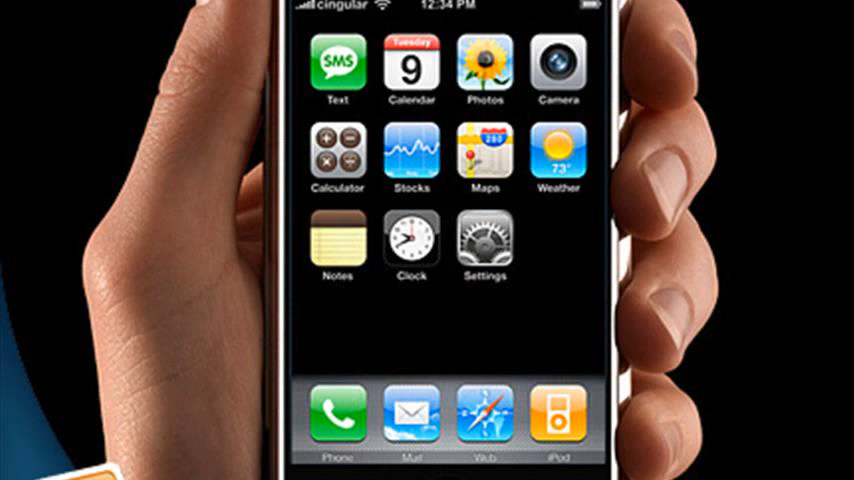 cingular 12:34 PM
SMS Tuesday 9
Text Calendar Photos Camera
280 73°
Calculator Stocks Maps Weather
Notes Clock Settings
Phone Mail Web iPod